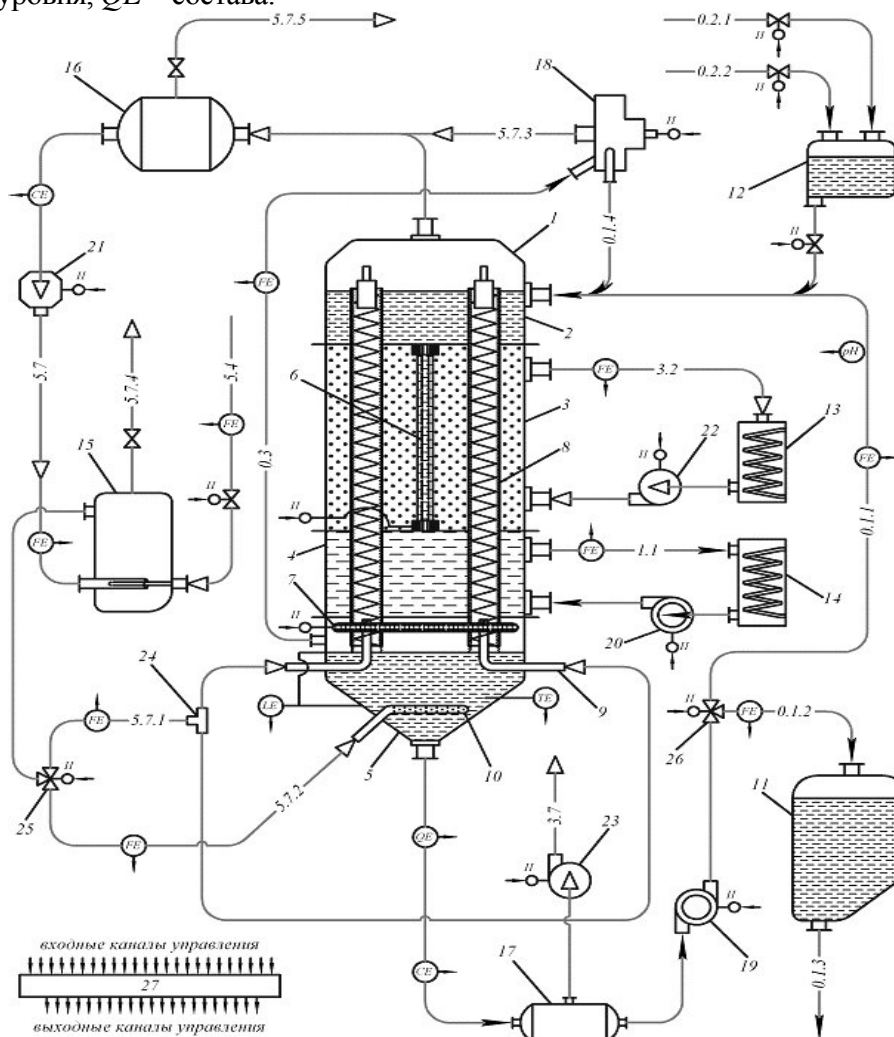 уровня, QE – состава.
5.7.5
0.2.1
0.2.2
16
18
12
5.7.3
0.1.4
1
2
3
6
8
21
5.7
5.4
5.7.4
15
0.3
3.2
13
22
4
7
1.1
14
20
24
5.7.1
25
5.7.2
9
5
10
26
0.1.1
0.1.2
11
3.7
23
17
19
0.1.3
CE
FE
FE
FE
FE
FE
FE
pH
FE
FE
FE
FE
LE
TE
QE
CE
П
П
П
П
П
П
П
П
П
П
П
П
П
П
входные каналы управления
27
выходные каналы управления